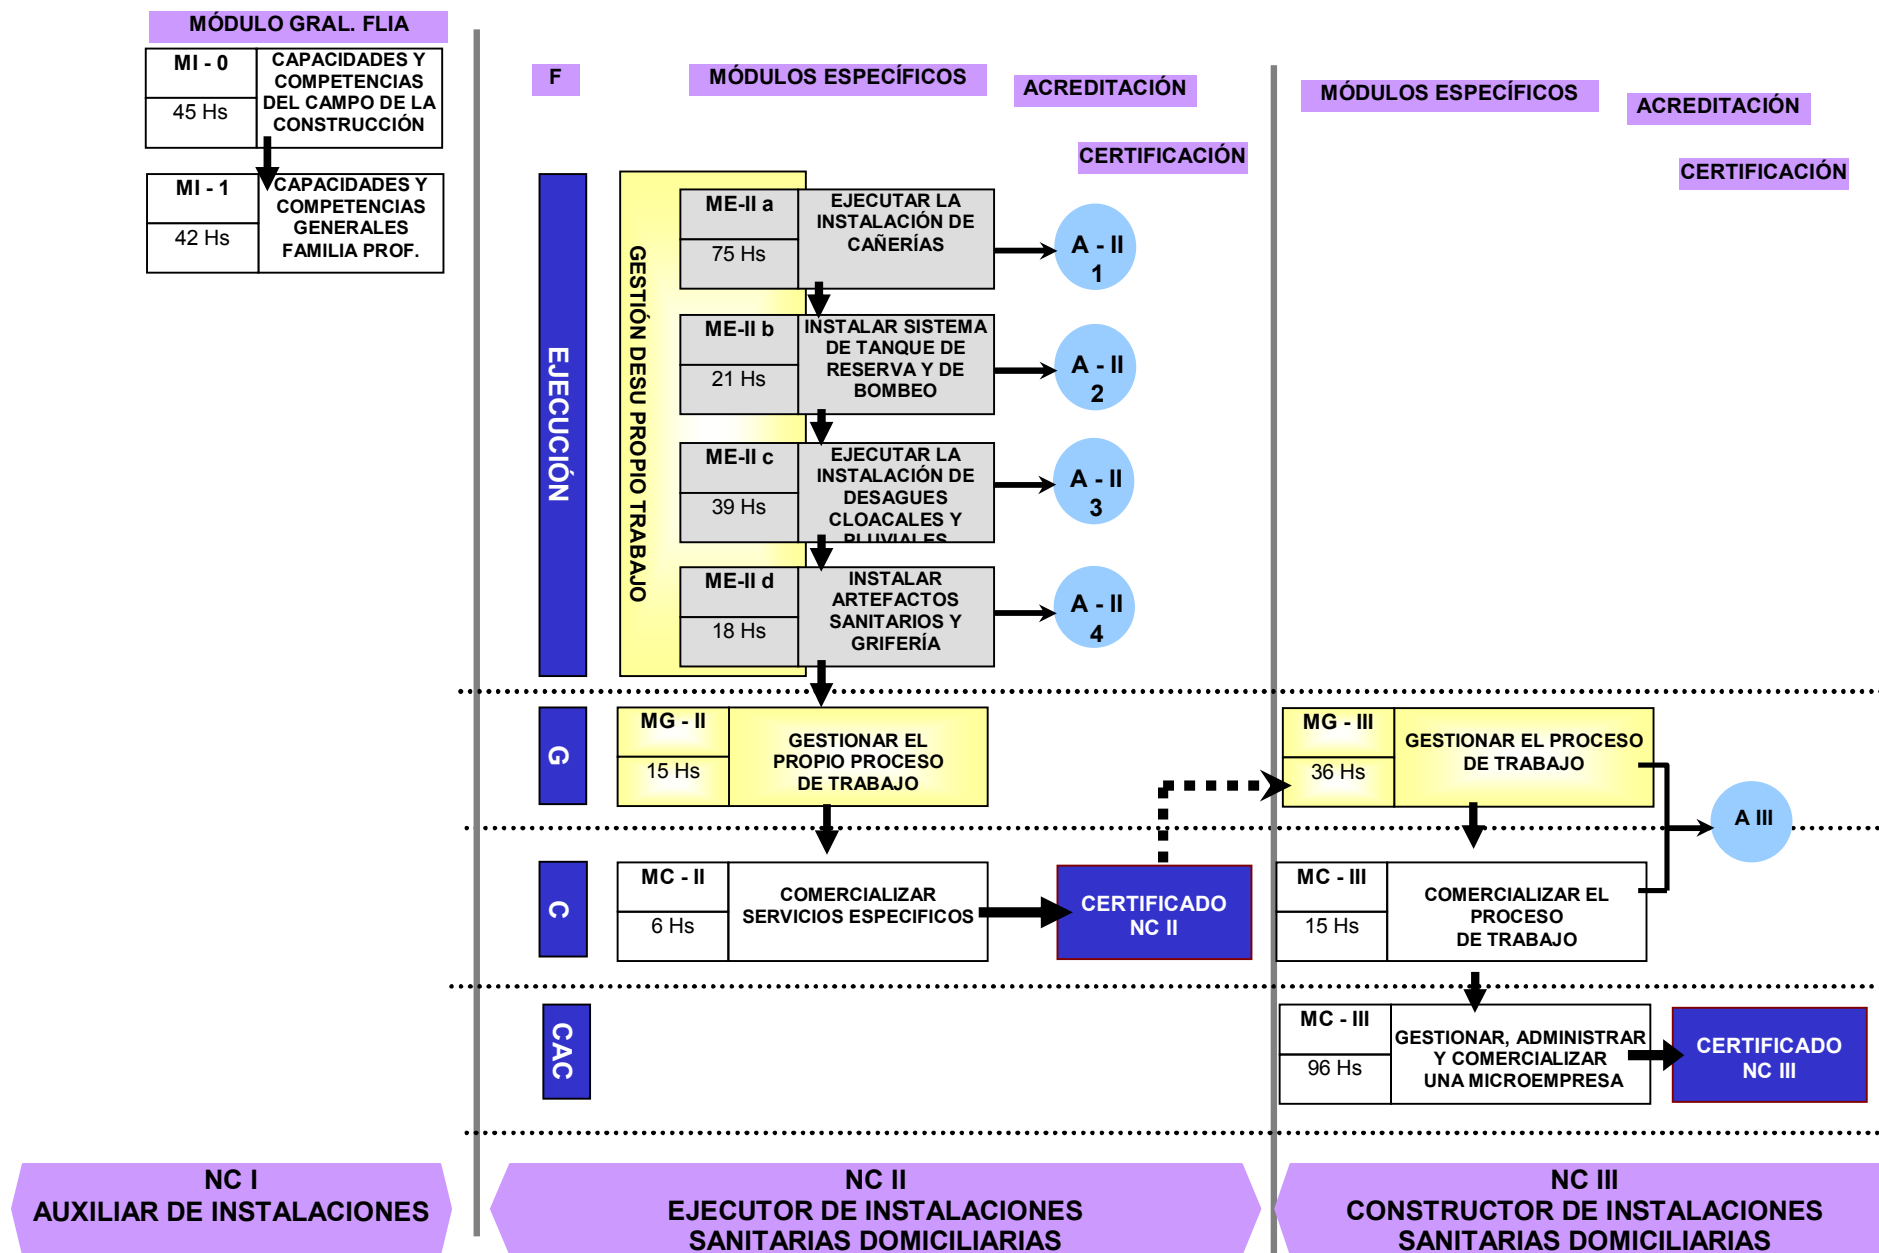 MÓDULO GRAL. FLIA
MI - 0
45 Hs
CAPACIDADES Y
COMPETENCIAS
DEL CAMPO DE LA
CONSTRUCCIÓN
MI - 1
42 Hs
CAPACIDADES Y
COMPETENCIAS
GENERALES
FAMILIA PROF.
F
MÓDULOS ESPECÍFICOS
ACREDITACIÓN
CERTIFICACIÓN
EJECUCIÓN
GESTIÓN DESU PROPIO TRABAJO
ME-II a
75 Hs
EJECUTAR LA
INSTALACIÓN DE
CAÑERÍAS
A - II
1
ME-II b
21 Hs
INSTALAR SISTEMA
DE TANQUE DE
RESERVA Y DE
BOMBEO
A - II
2
ME-II c
39 Hs
EJECUTAR LA
INSTALACIÓN DE
DESAGUES
CLOACALES Y
PLUVIALES
A - II
3
ME-II d
18 Hs
INSTALAR
ARTEFACTOS
SANITARIOS Y
GRIFERÍA
A - II
4
G
MG - II
15 Hs
GESTIONAR EL
PROPIO PROCESO
DE TRABAJO
C
MC - II
6 Hs
COMERCIALIZAR
SERVICIOS ESPECIFICOS
CERTIFICADO
NC II
CAC
MÓDULOS ESPECÍFICOS
ACREDITACIÓN
CERTIFICACIÓN
MG - III
36 Hs
GESTIONAR EL PROCESO
DE TRABAJO
A III
MC - III
15 Hs
COMERCIALIZAR EL
PROCESO
DE TRABAJO
MC - III
96 Hs
GESTIONAR, ADMINISTRAR
Y COMERCIALIZAR
UNA MICROEMPRESA
CERTIFICADO
NC III
NC I
AUXILIAR DE INSTALACIONES
NC II
EJECUTOR DE INSTALACIONES
SANITARIAS DOMICILIARIAS
NC III
CONSTRUCTOR DE INSTALACIONES
SANITARIAS DOMICILIARIAS